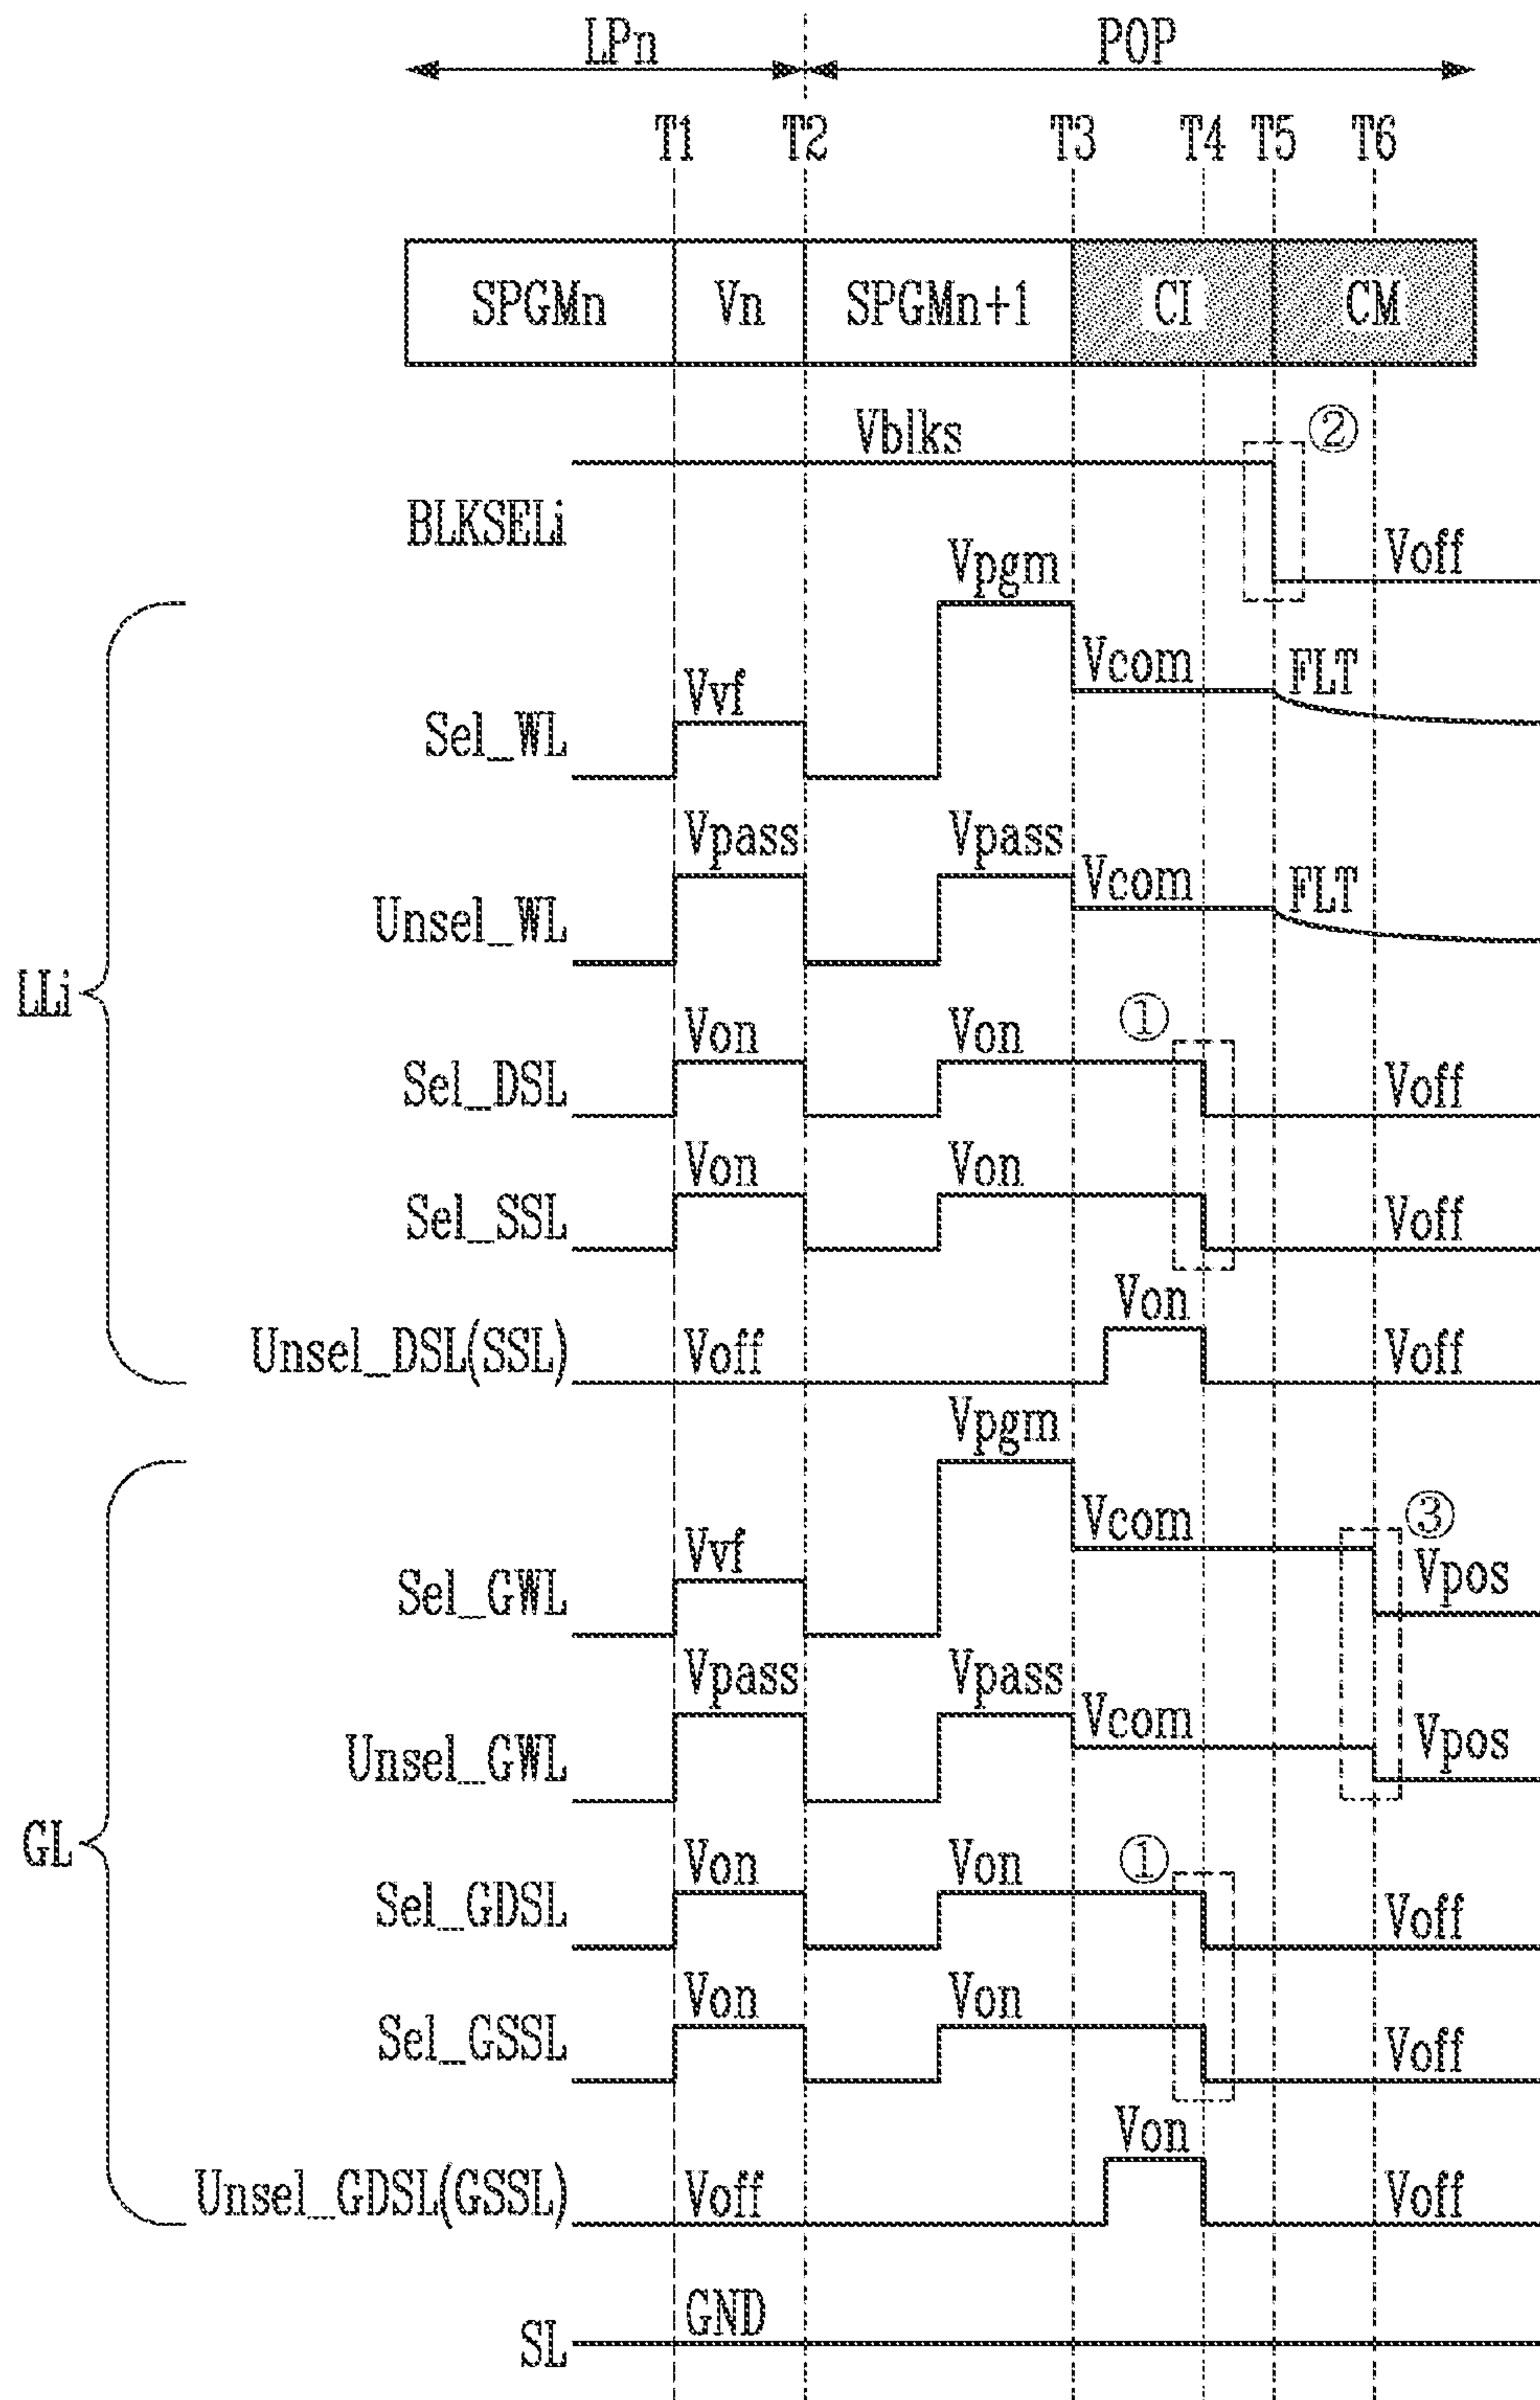 LPn POP
T1 T2 T3 T4 T5 T6
SPGMn Vn SPGMn+1 CI CM
Vblks ②
BLKSELi Voff
Vpgm
Vvf Vcom FLT
Sel_WL
Vpass Vpass Vcom FLT
Unsel_WL
LLi
Von Von ①
Sel_DSL Voff
Von Von
Sel_SSL Voff
Von
Unsel_DSL(SSL) Voff Voff
Vpgm
Vvf Vcom ③
Sel_GWL Vpos
Vpass Vpass Vcom
Unsel_GWL Vpos
GL
Von Von ①
Sel_GDSL Voff
Von Von
Sel_GSSL Voff
Von
Unsel_GDSL(GSSL) Voff Voff
GND
SL